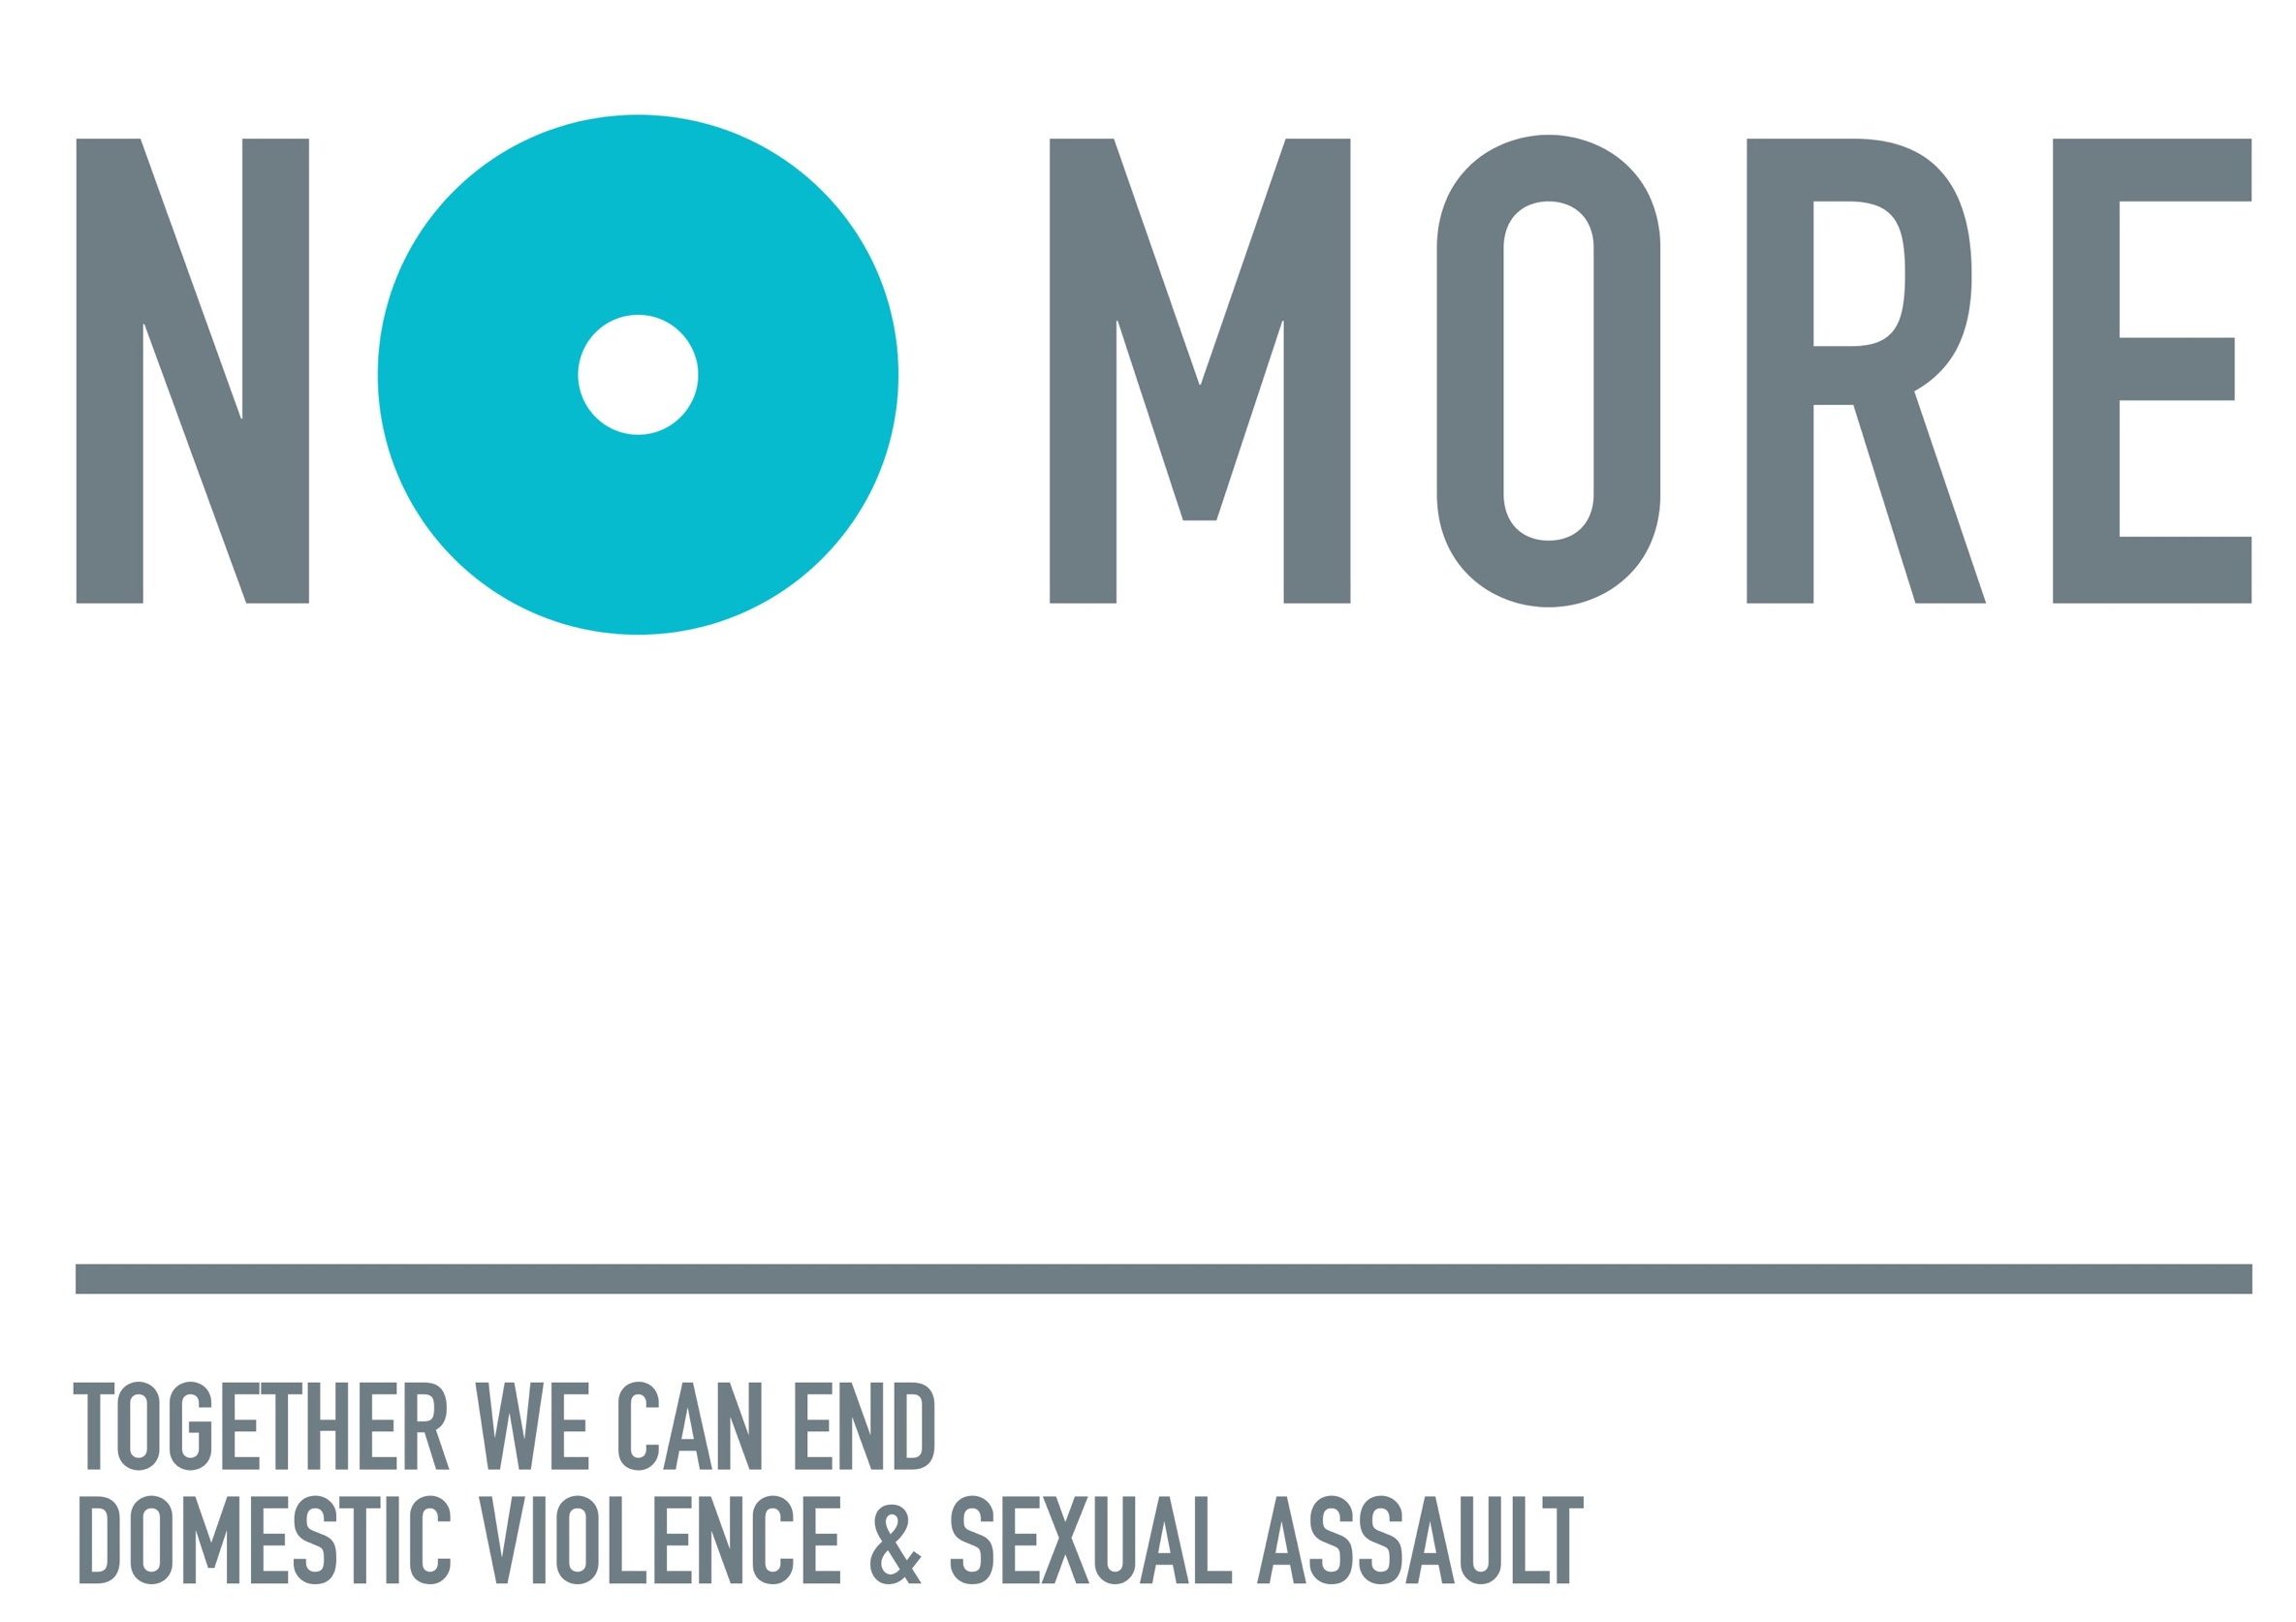 NO MORE
TOGETHER WE CAN END
DOMESTIC VIOLENCE & SEXUAL ASSAULT